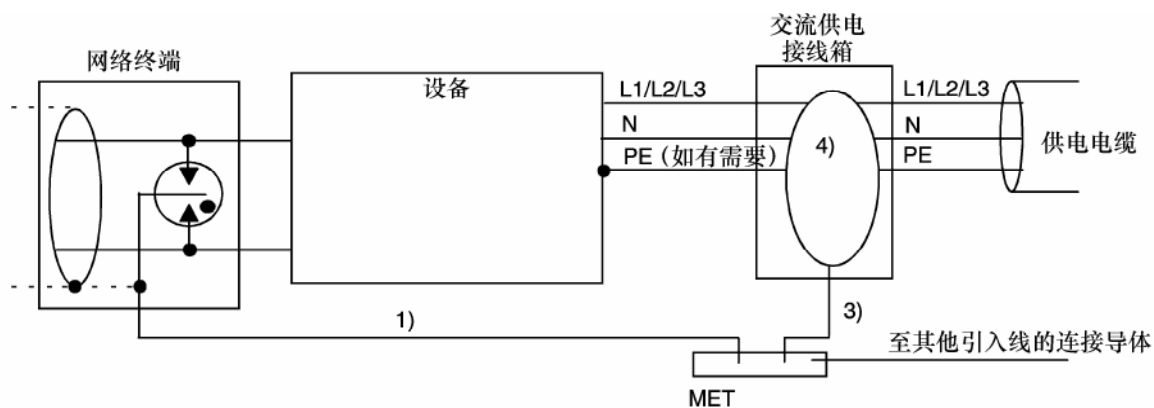 网络终端
设备
交流供电
接线箱
L1/L2/L3
N
PE（如有需要）
4)
L1/L2/L3
N
PE
供电电缆
1)
3)
至其他引入线的连接导体
MET